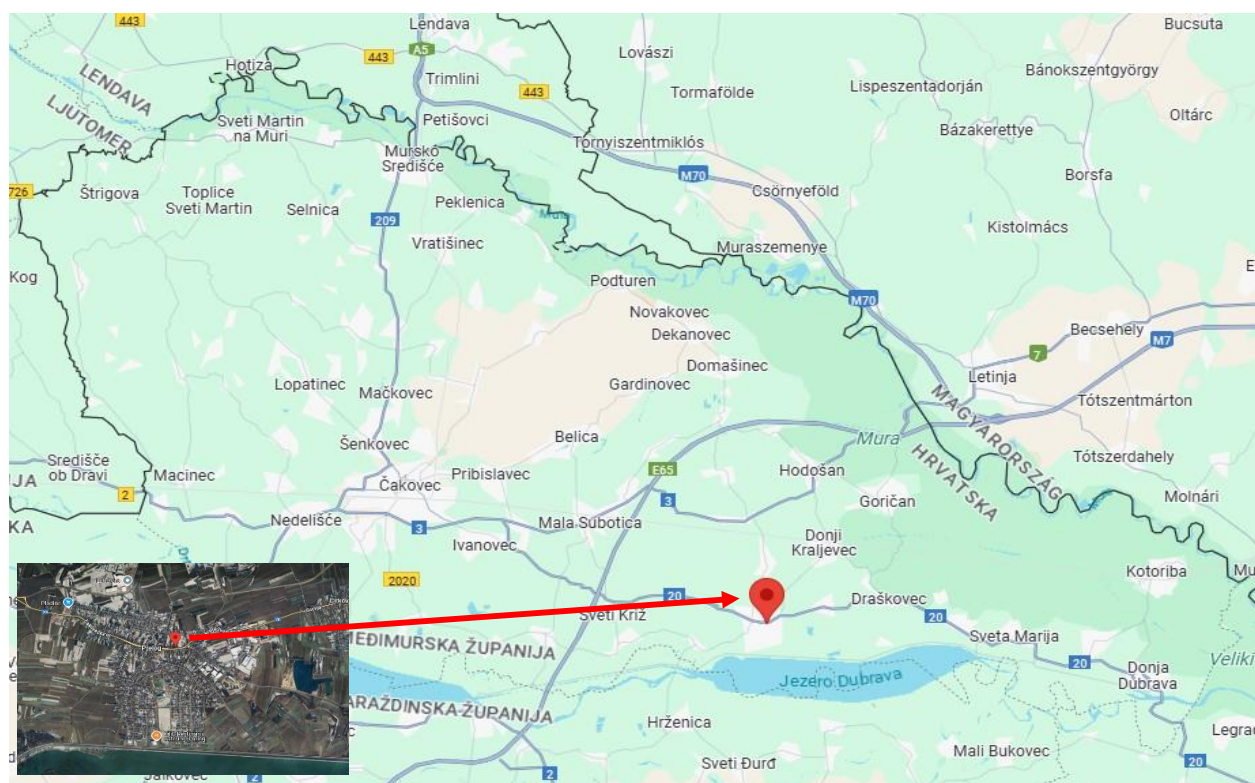 443
Lendava
A5
Bucsuta
Hotiza
443
Lovászi
Bánokszentgyörgy
LENDAVA
Trimlini
443
Tormafölde
Lispeszentadorján
Oltárc
LJUTOMER
Sveti Martin
na Muri
Petišovci
Bázakerettye
Mursko
Središće
Tornyiszentmiklós
M70
Borsfa
726
Štrigova
Toplice
Sveti Martin
Selnica
Peklenica
Csörnyeföld
209
Mura
Kistolmács
Vratišinec
Muraszemenye
Kog
Podturen
M70
Novakovec
Becsehely
Dekanovec
M7
7
Domašinec
Lopatinec
Mačkovec
Gardinovec
Letinja
Tótszentmárton
MAGYARORSZÁG
Šenkovec
Belica
Mura
HRVATSKA
Središče
ob Dravi
Macinec
Pribislavec
E65
Hodošan
Tótszerdahely
JA
2
Čakovec
Goričan
Molnári
KA
Nedelišće
3
3
Mala Subotica
Ivanovec
Donji
Kraljevec
Kotoriba
2020
20
Sveti Križ
Draškovec
20
Sveta Marija
MEĐIMURSKA ŽUPANIJA
20
Donja
Dubrava
Veliki
Jezero Dubrava
ARAŽDINSKA ŽUPANIJA
Hrženica
Legrad
Mali Bukovec
Sveti Đurđ
2
20
Prelog